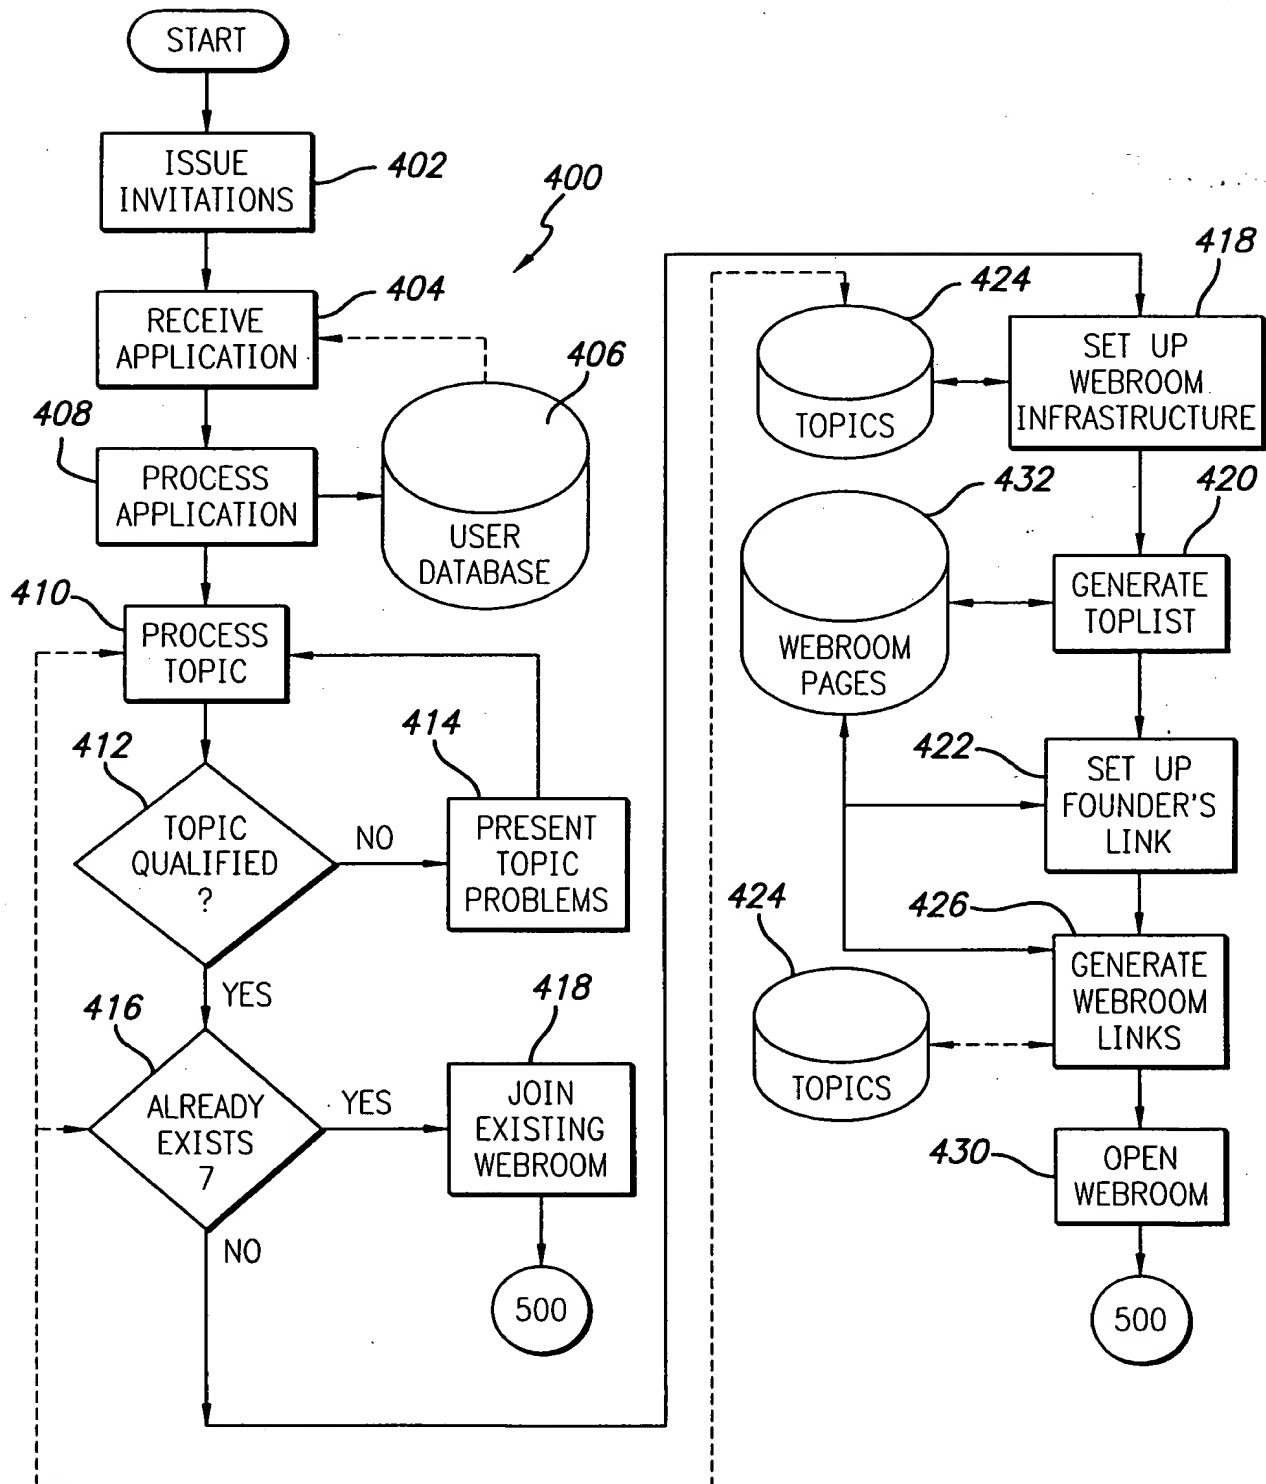 START
ISSUE
INVITATIONS
402
400
RECEIVE
APPLICATION
404
406
408
PROCESS
APPLICATION
USER
DATABASE
410
PROCESS
TOPIC
412
414
TOPIC
QUALIFIED
?
NO
PRESENT
TOPIC
PROBLEMS
YES
416
418
ALREADY
EXISTS
7
YES
JOIN
EXISTING
WEBROOM
NO
500
418
424
SET UP
WEBROOM
INFRASTRUCTURE
TOPICS
432
420
GENERATE
TOPLIST
WEBROOM
PAGES
422
SET UP
FOUNDER'S
LINK
424
426
GENERATE
WEBROOM
LINKS
TOPICS
430
OPEN
WEBROOM
500